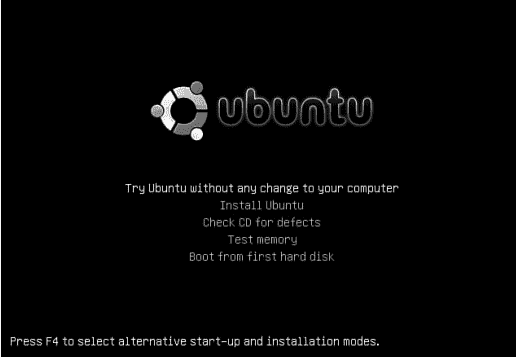 ubuntu
Try Ubuntu without any change to your computer
Install Ubuntu
Check CD for defects
Test memory
Boot from first hard disk
Press F4 to select alternative start-up and installation modes.